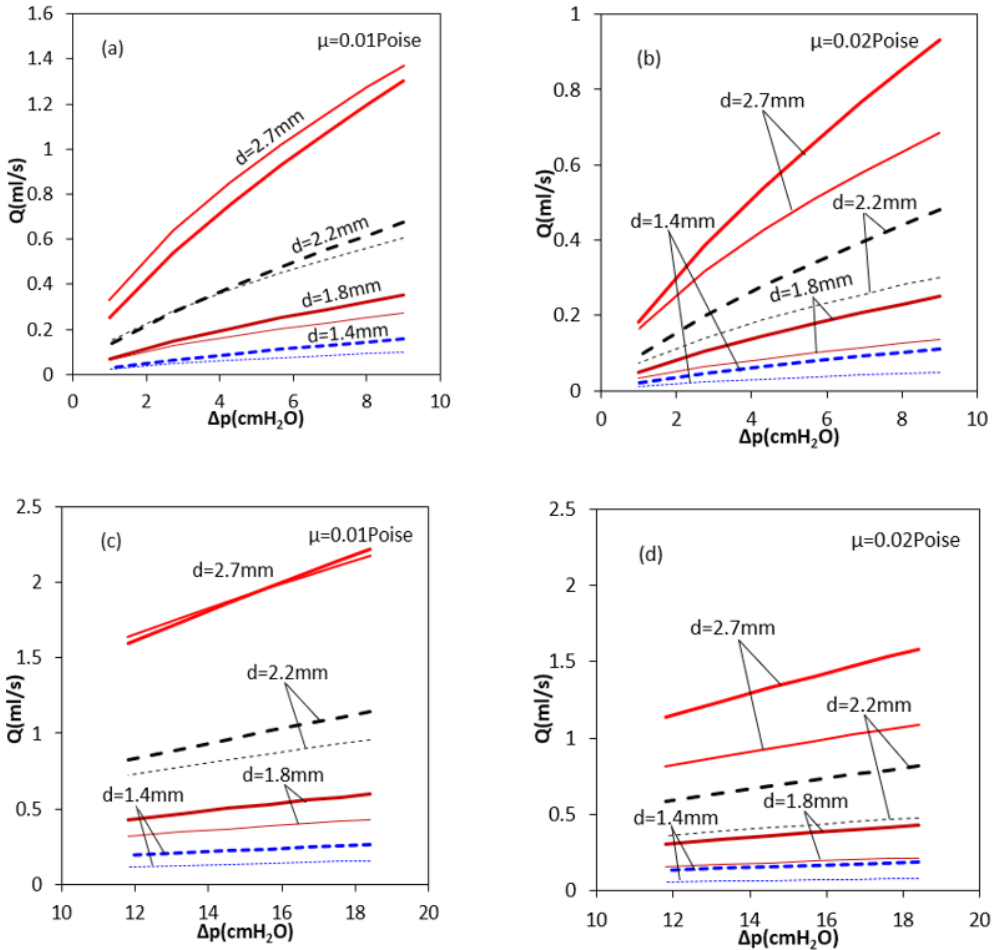 (a)
μ=0.01Poise
1.6
1.4
1.2
1
0.8
0.6
0.4
0.2
0
Q(ml/s)
d=2.7mm
d=2.2mm
d=1.8mm
d=1.4mm
0 2 4 6 8 10
Δp(cmH₂O)
(b)
μ=0.02Poise
1
0.8
0.6
0.4
0.2
0
Q(ml/s)
d=2.7mm
d=2.2mm
d=1.4mm
d=1.8mm
0 2 4 6 8 10
Δp(cmH₂O)
(c)
μ=0.01Poise
2.5
2
1.5
1
0.5
0
Q(ml/s)
d=2.7mm
d=2.2mm
d=1.8mm
d=1.4mm
10 12 14 16 18 20
Δp(cmH₂O)
(d)
μ=0.02Poise
2.5
2
1.5
1
0.5
0
Q(ml/s)
d=2.7mm
d=2.2mm
d=1.8mm
d=1.4mm
10 12 14 16 18 20
Δp(cmH₂O)